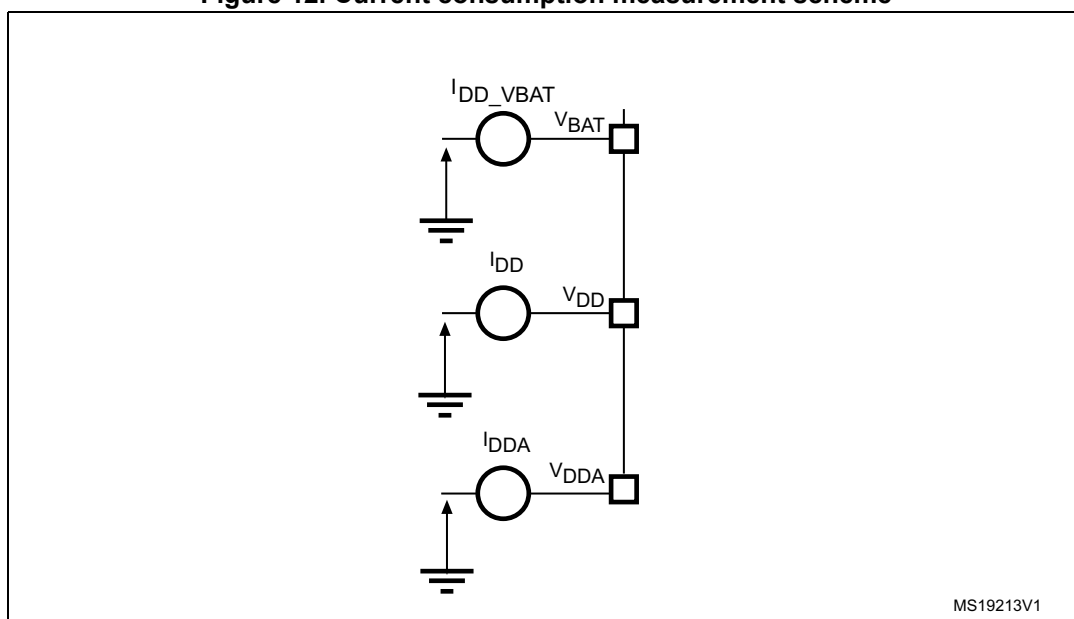 Figure 12. Current consumption measurement scheme
IDD_VBAT
VBAT
IDD
VDD
IDDA
VDDA
MS19213V1